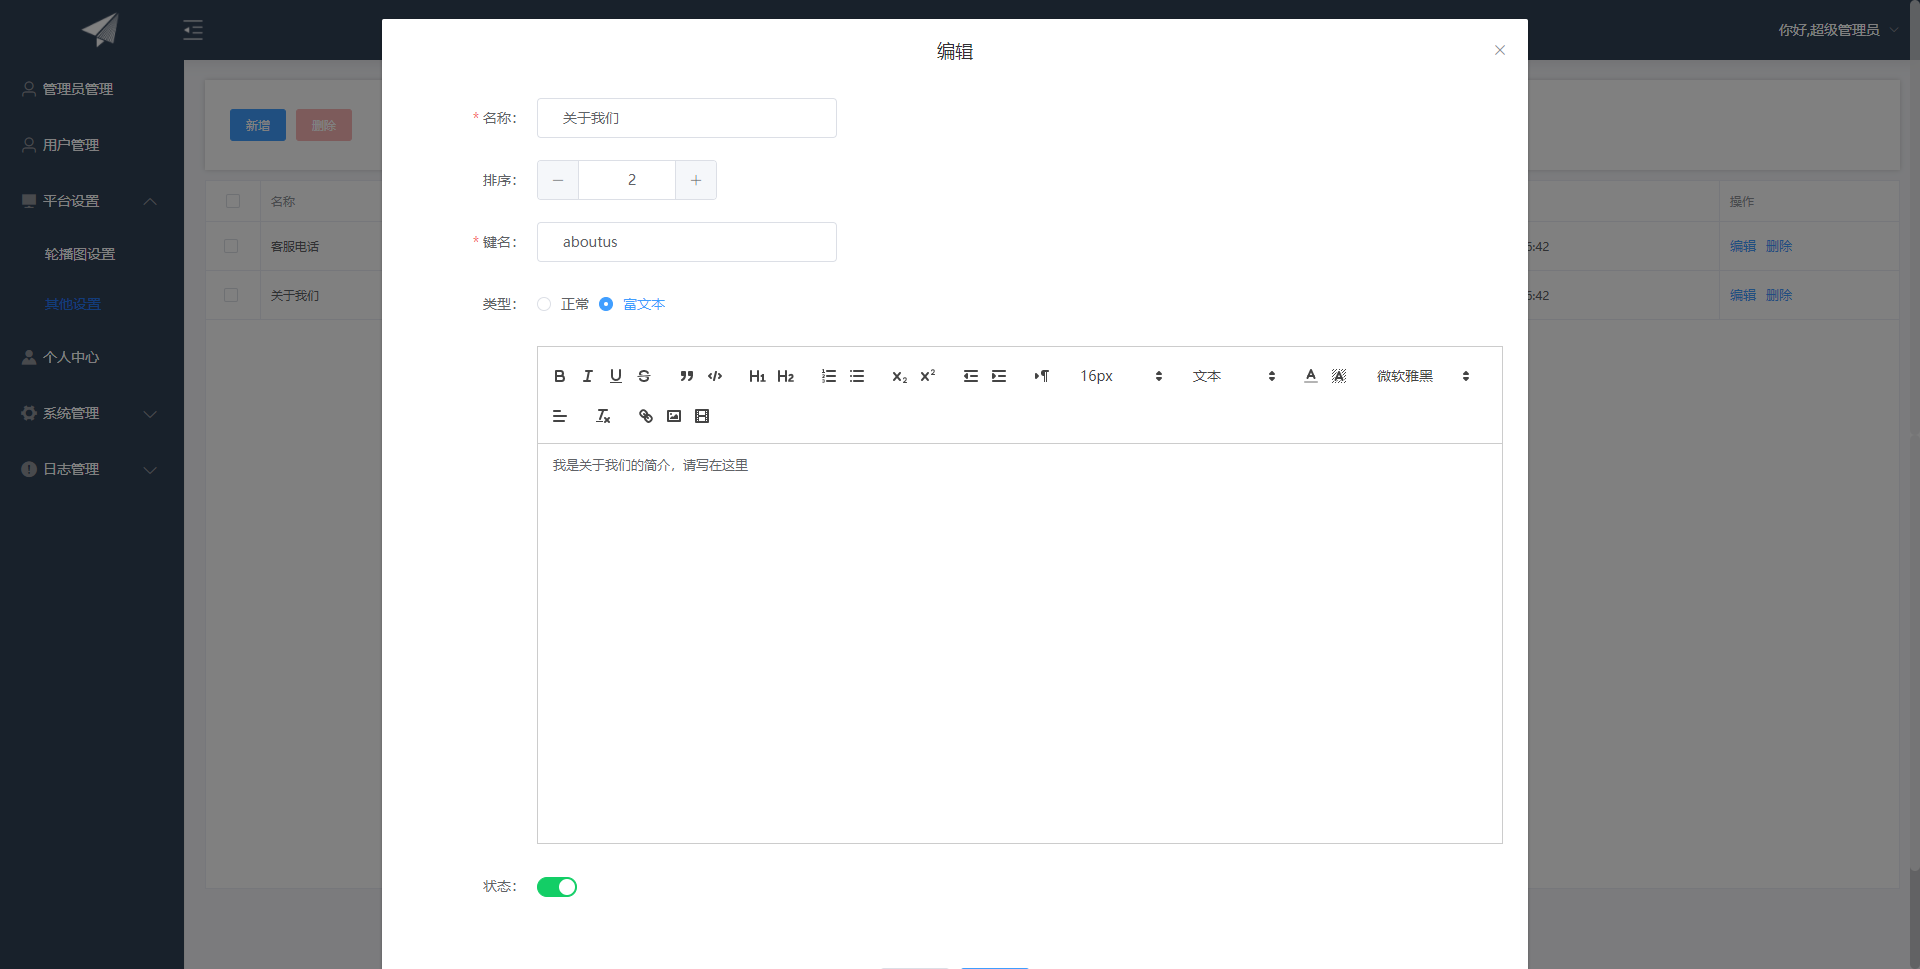 你好,超级管理员
管理员管理
用户管理
平台设置
轮播图设置
其他设置
个人中心
系统管理
日志管理
新增
删除
名称
操作
客服电话
5:42
编辑 删除
关于我们
5:42
编辑 删除
编辑
* 名称：
关于我们
排序：
2
* 键名：
aboutus
类型：
正常
富文本
B I U S
H1 H2
X2 X2
16px
文本
A A
微软雅黑
Tx
我是关于我们的简介，请写在这里
状态：